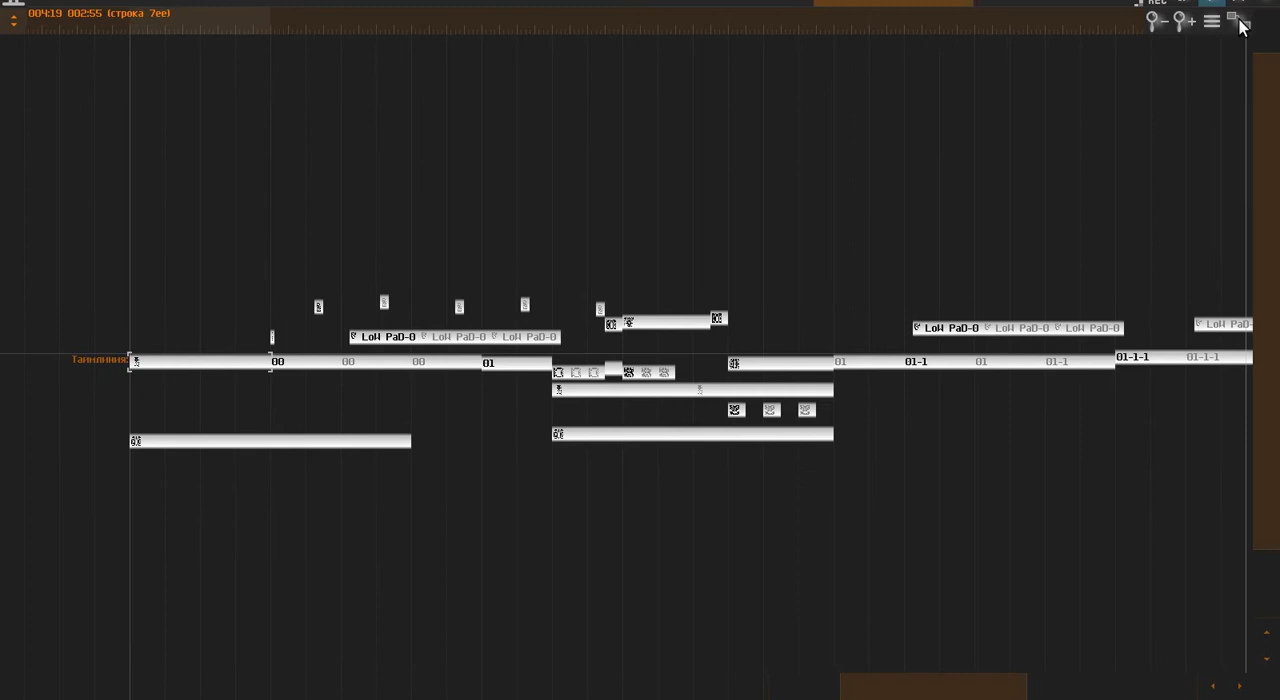 REC
004:19 002:55 (строка 7ee)
LoW PaD-0 LoW PaD-0 LoW PaD-0
LoW PaD-0 LoW PaD-0 LoW PaD-0
LoW PaD-
Таймлиния
00 00 00 01
01 01-1 01 01-1 01-1-1 01-1-1